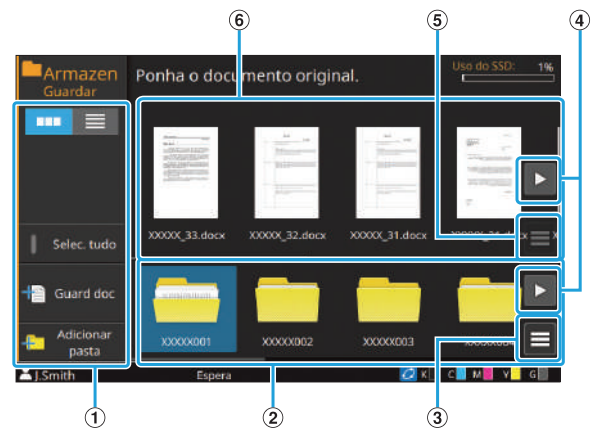 6 5 4
Armazen
Guardar
Ponha o documento original.
Uso do SSD: 1%
XXXXX_33.docx XXXXX_32.docx XXXXX_31.docx
Selec. tudo
Guard doc
Adicionar
pasta
XXXXX001 XXXXX002 XXXXX003 XXXXX004
J.Smith Espera K C M Y G
1 2 3